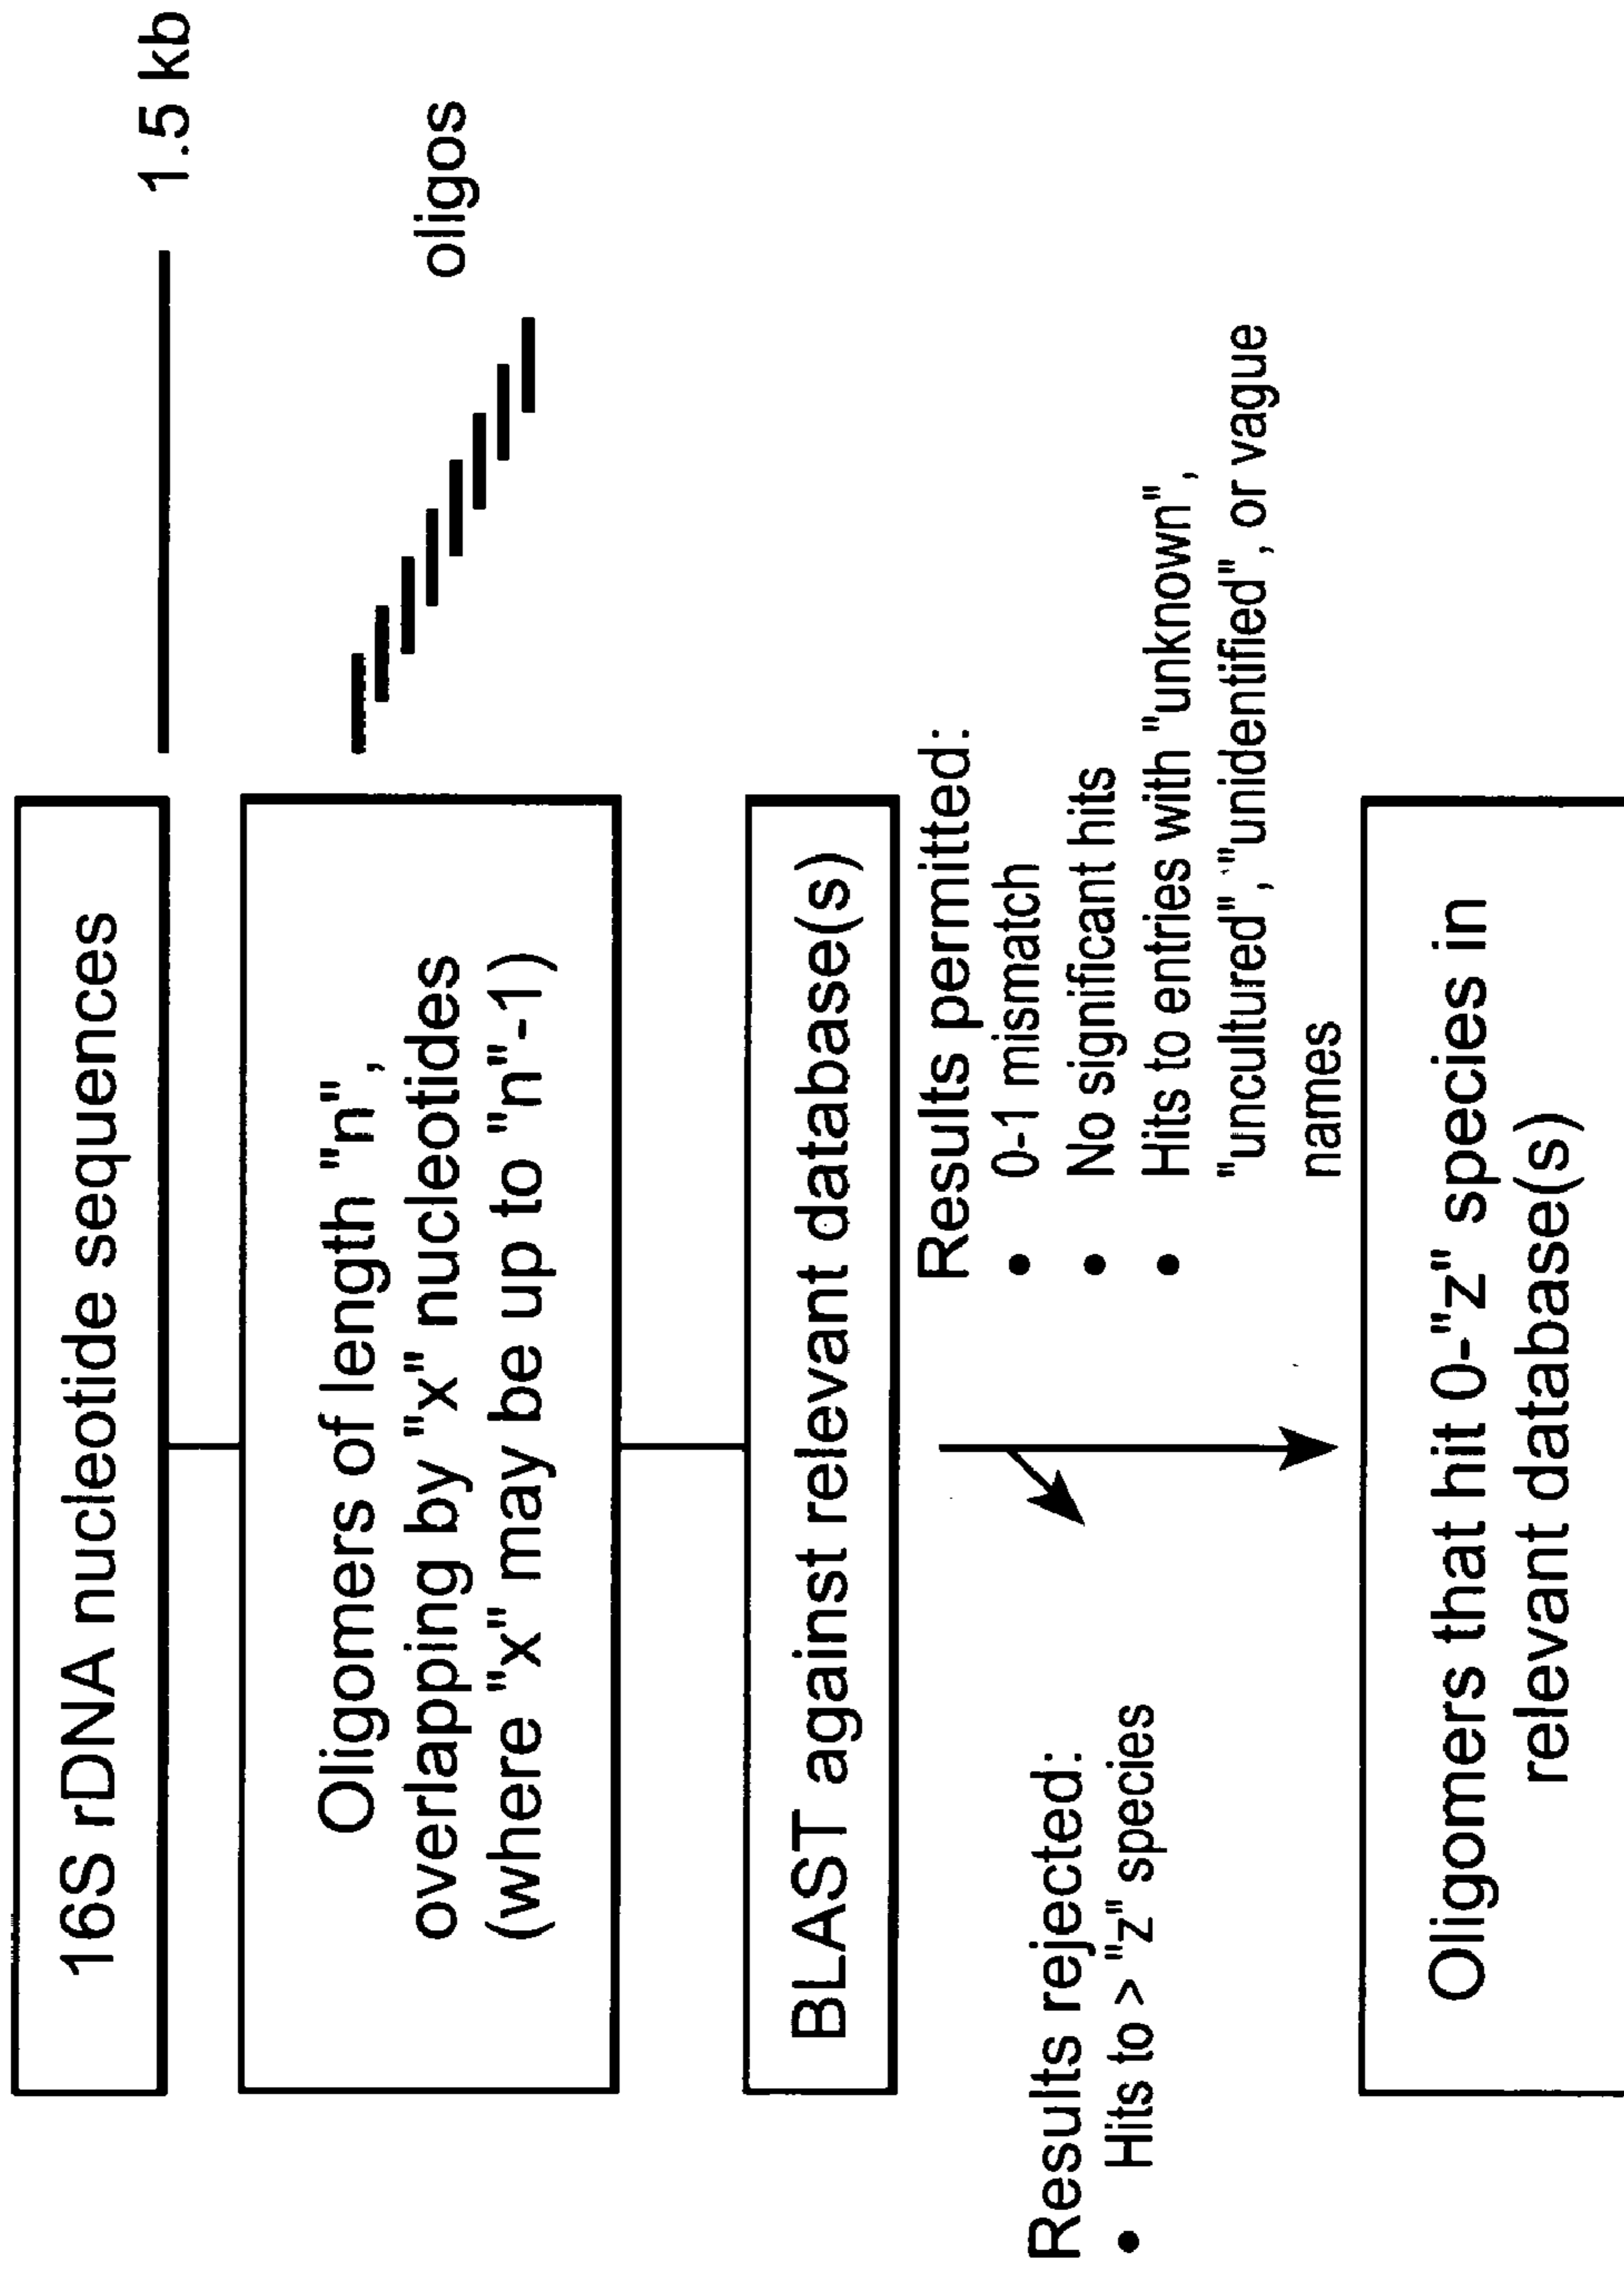 16S rDNA nucleotide sequences
1.5 kb
Oligomers of length "n",
overlapping by "x" nucleotides
(where "x" may be up to "n"-1)
oligos
BLAST against relevant database(s)
Results permitted:
• 0-1 mismatch
• No significant hits
• Hits to entries with "unknown",
"uncultured", "unidentified", or vague
names
Results rejected:
• Hits to > "z" species
Oligomers that hit 0-"z" species in
relevant database(s)